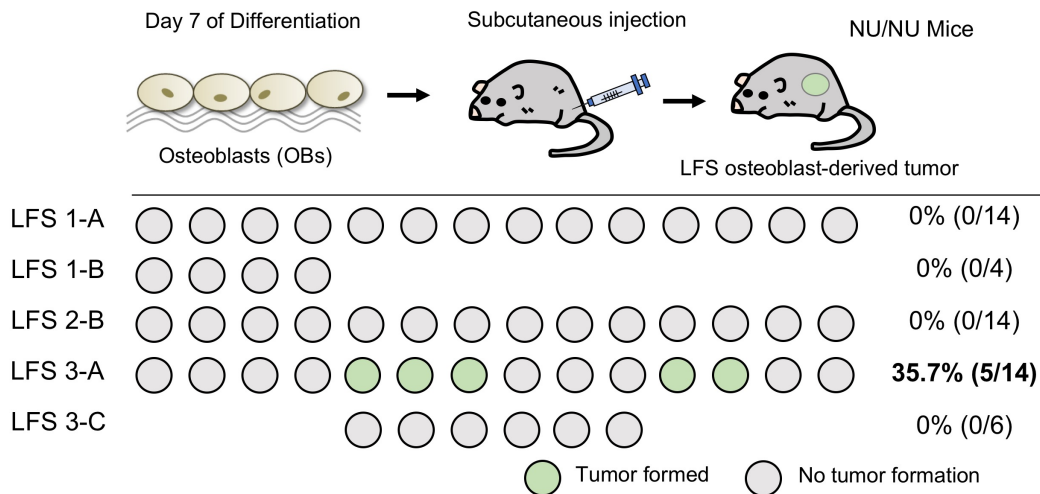 Day 7 of Differentiation
Subcutaneous injection
NU/NU Mice
Osteoblasts (OBs)
LFS osteoblast-derived tumor
LFS 1-A 0% (0/14)
LFS 1-B 0% (0/4)
LFS 2-B 0% (0/14)
LFS 3-A 35.7% (5/14)
LFS 3-C 0% (0/6)
Tumor formed No tumor formation